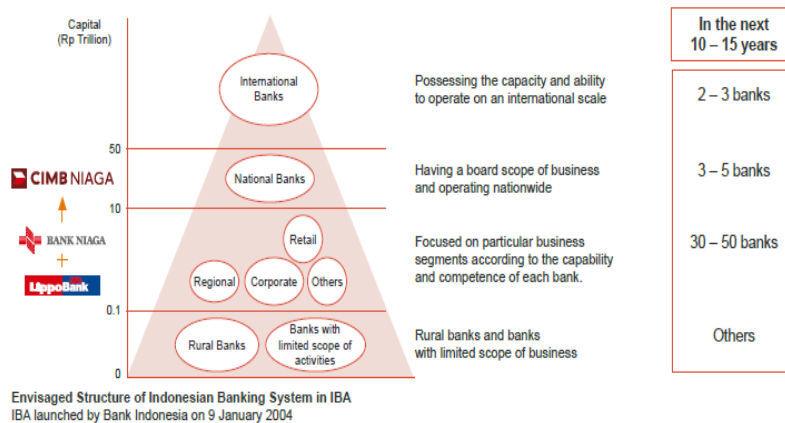 Capital
(Rp Trillion)
In the next
10 – 15 years
International
Banks
Possessing the capacity and ability
to operate on an international scale
2 – 3 banks
50
CIMB NIAGA
National Banks
Having a board scope of business
and operating nationwide
3 – 5 banks
10
BANK NIAGA
+
LippoBank
Retail
Regional
Corporate
Others
Focused on particular business
segments according to the capability
and competence of each bank.
30 – 50 banks
0.1
Rural Banks
Banks with
limited scope of
activities
Rural banks and banks
with limited scope of business
Others
0
Envisaged Structure of Indonesian Banking System in IBA
IBA launched by Bank Indonesia on 9 January 2004